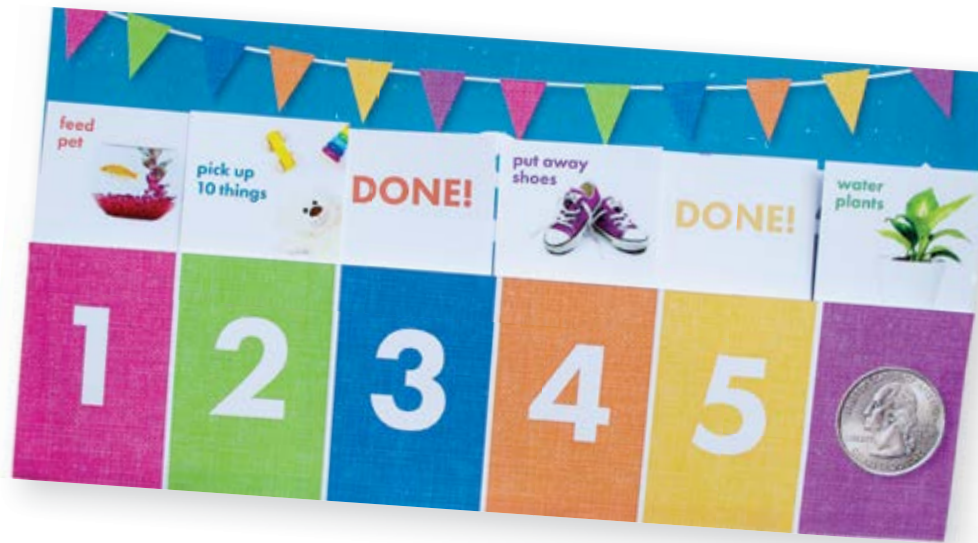 feed
pet
pick up
10 things
DONE!
put away
shoes
DONE!
water
plants
1
2
3
4
5